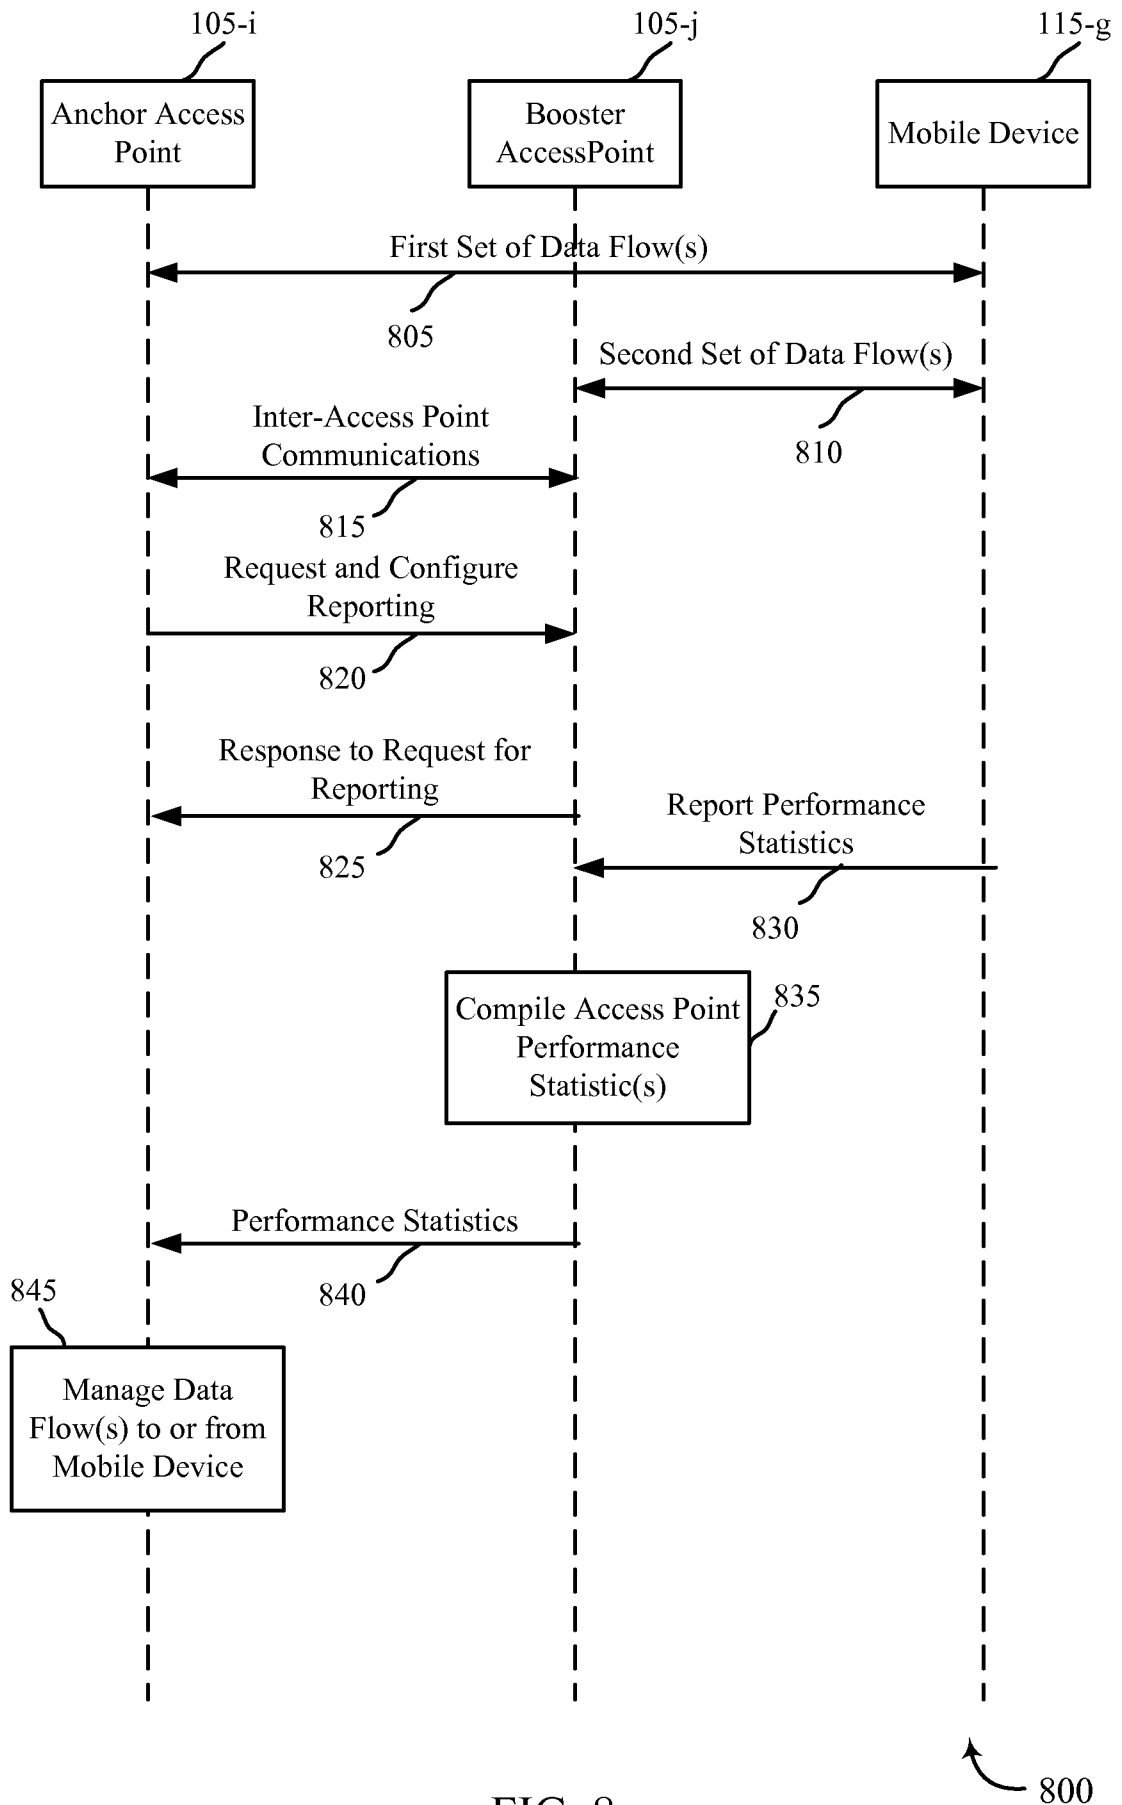 105-i
105-j
115-g
Anchor Access
Point
Booster
AccessPoint
Mobile Device
First Set of Data Flow(s)
805
Second Set of Data Flow(s)
810
Inter-Access Point
Communications
815
Request and Configure
Reporting
820
Response to Request for
Reporting
825
Report Performance
Statistics
830
Compile Access Point
Performance
Statistic(s)
835
Performance Statistics
840
845
Manage Data
Flow(s) to or from
Mobile Device
800
FIG. 8